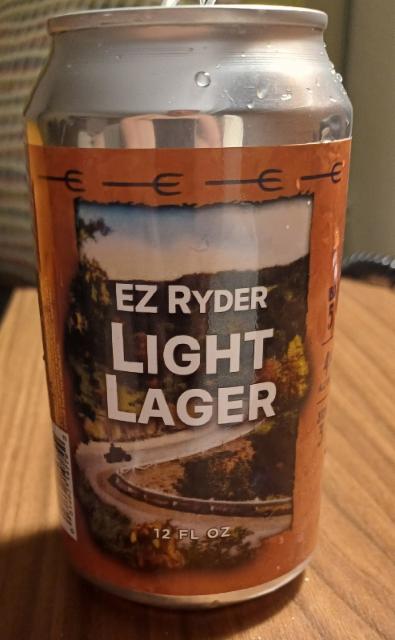 EZ RYDER
LIGHT
LAGER
12 FL OZ